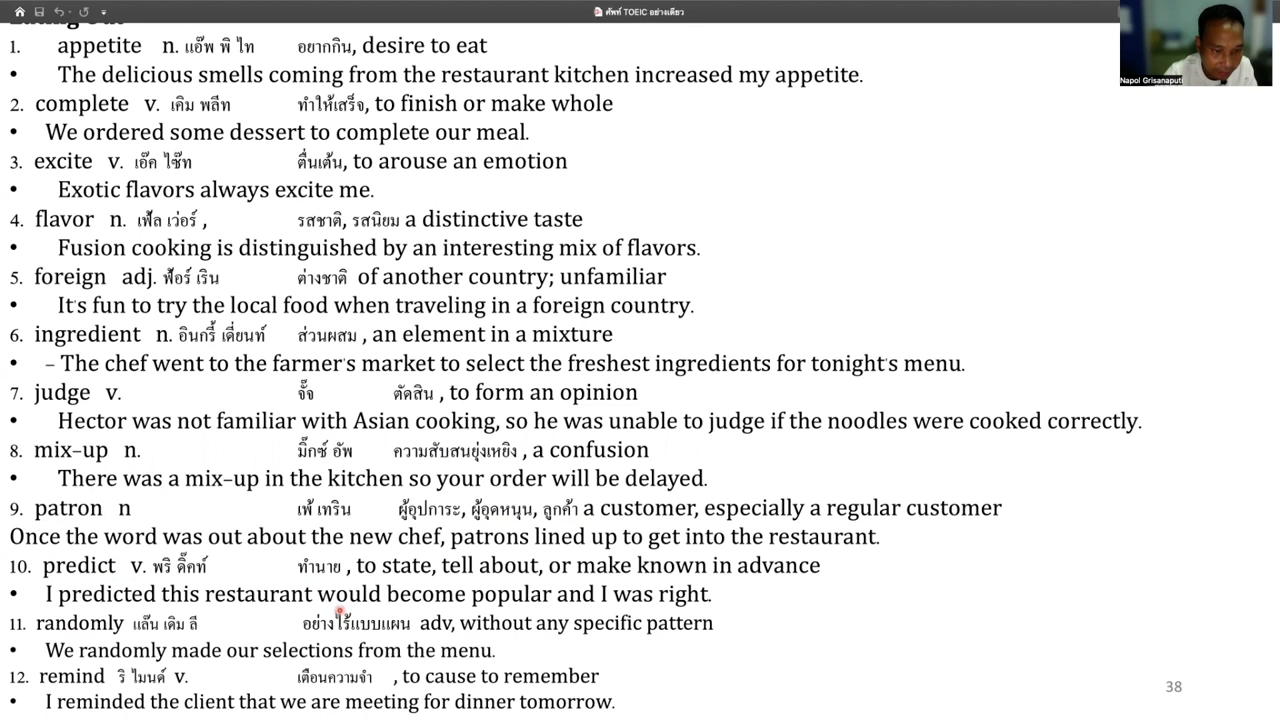 ศัพท์ TOEIC อย่างเดียว
Napol Grisanaputi
1. appetite n. แอ๊พ พิ ไท อยากกิน, desire to eat
• The delicious smells coming from the restaurant kitchen increased my appetite.
2. complete v. เคิม พลีท ทำให้เสร็จ, to finish or make whole
• We ordered some dessert to complete our meal.
3. excite v. เอ๊ค ไซ๊ท ตื่นเต้น, to arouse an emotion
• Exotic flavors always excite me.
4. flavor n. เฟ้ล เว่อร์ , รสชาติ, รสนิยม a distinctive taste
• Fusion cooking is distinguished by an interesting mix of flavors.
5. foreign adj. ฟ้อร์ เริน ต่างชาติ of another country; unfamiliar
• It's fun to try the local food when traveling in a foreign country.
6. ingredient n. อินกรี้ เดี่ยนท์ ส่วนผสม , an element in a mixture
• – The chef went to the farmer's market to select the freshest ingredients for tonight's menu.
7. judge v. จั๊จ ตัดสิน , to form an opinion
• Hector was not familiar with Asian cooking, so he was unable to judge if the noodles were cooked correctly.
8. mix–up n. มิ๊กซ์ อัพ ความสับสนยุ่งเหยิง , a confusion
• There was a mix–up in the kitchen so your order will be delayed.
9. patron n เพ้ เทริน ผู้อุปการะ, ผู้อุดหนุน, ลูกค้า a customer, especially a regular customer
Once the word was out about the new chef, patrons lined up to get into the restaurant.
10. predict v. พริ ดิ๊คท์ ทำนาย , to state, tell about, or make known in advance
• I predicted this restaurant would become popular and I was right.
11. randomly แล๊น เดิม ลี อย่างไร้แบบแผน adv, without any specific pattern
• We randomly made our selections from the menu.
12. remind ริ ไมนด์ v. เตือนความจำ , to cause to remember
• I reminded the client that we are meeting for dinner tomorrow.
38